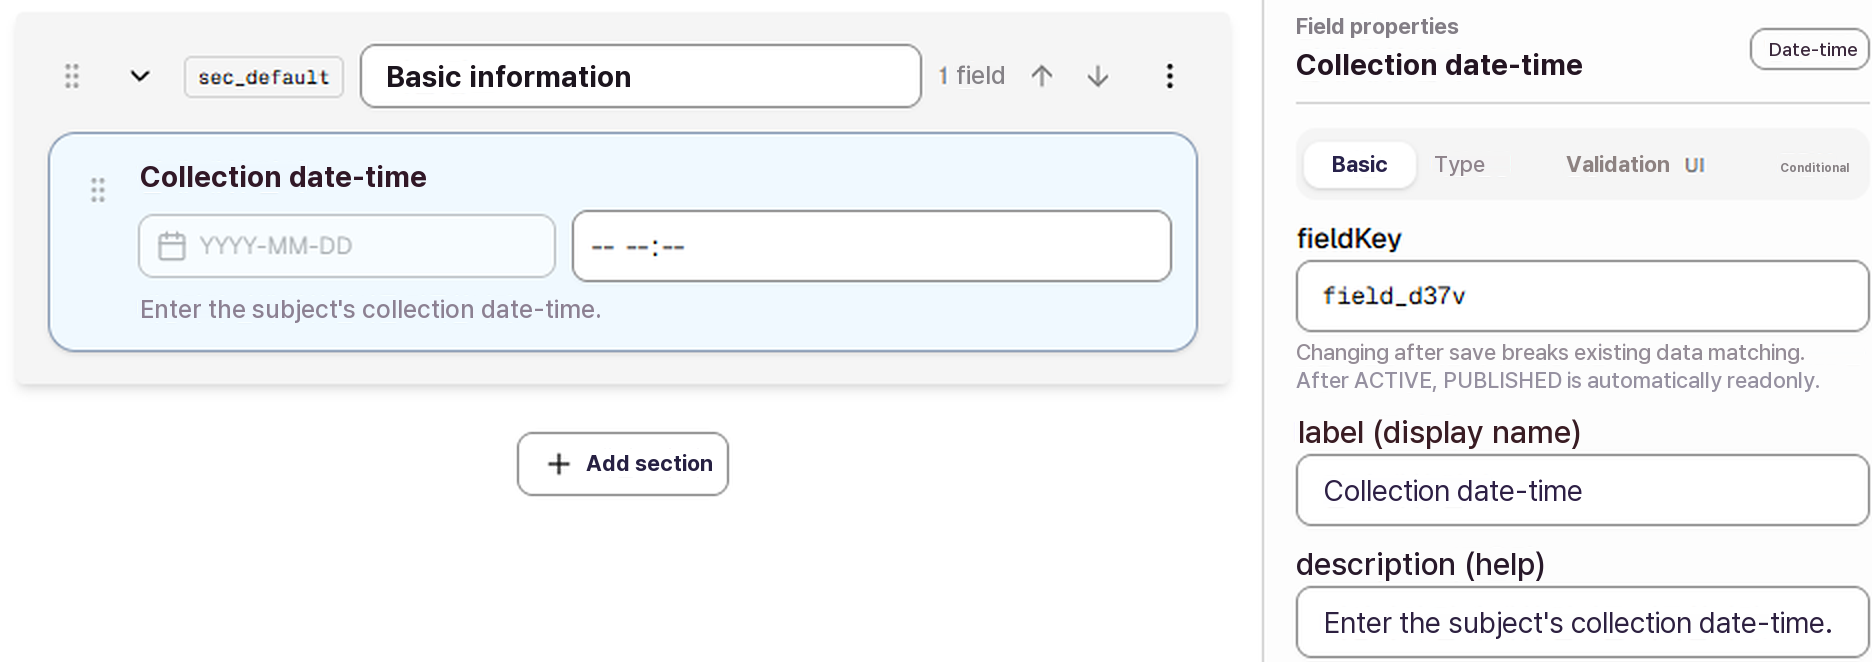 sec_default
Basic information
1 field
Collection date-time
YYYY-MM-DD
-- --:--
Enter the subject's collection date-time.
Add section
Field properties
Collection date-time
Date-time
Basic
Type
Validation
UI
Conditional
fieldKey
field_d37v
Changing after save breaks existing data matching.
After ACTIVE, PUBLISHED is automatically readonly.
label (display name)
Collection date-time
description (help)
Enter the subject's collection date-time.